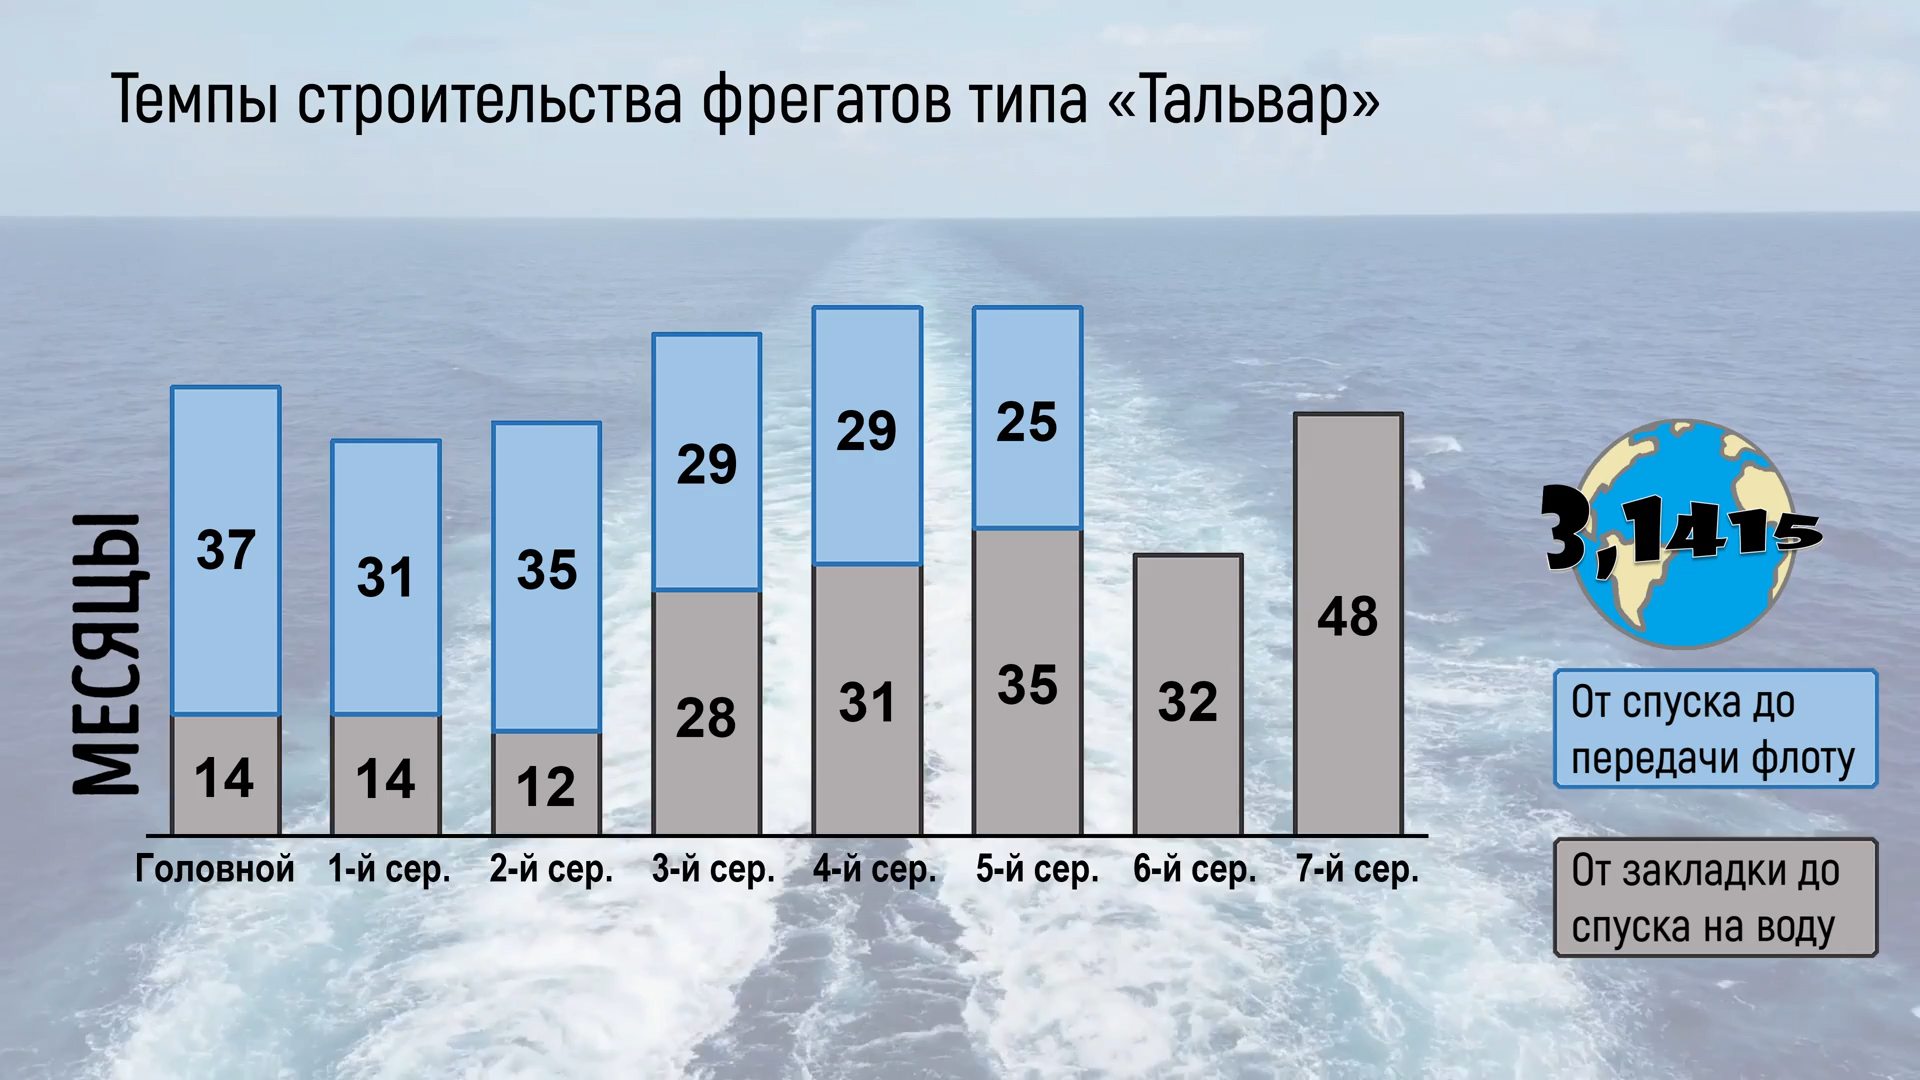 Темпы строительства фрегатов типа «Тальвар»
МЕСЯЦЫ
37
31
35
29
29
25
14
14
12
28
31
35
32
48
Головной
1-й сер.
2-й сер.
3-й сер.
4-й сер.
5-й сер.
6-й сер.
7-й сер.
3,1415
От спуска до
передачи флоту
От закладки до
спуска на воду